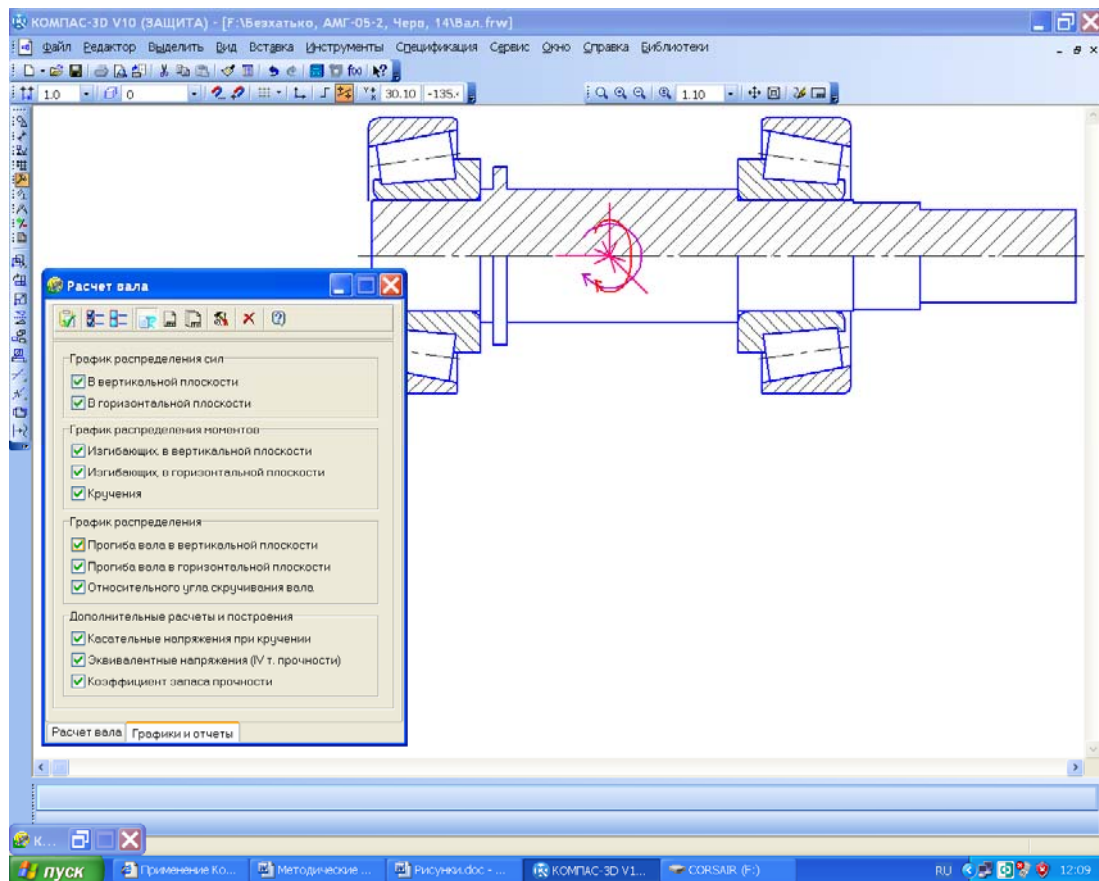 КОМПАС-3D V10 (ЗАЩИТА) - [F:\Безхатько, АМГ-05-2, Черв, 14\Вал.frw]
Файл Редактор Выделить Вид Вставка Инструменты Спецификация Сервис Окно Справка Библиотеки
1.0 0 30.10 -135. 1.10
Расчет вала
График распределения сил
В вертикальной плоскости
В горизонтальной плоскости
График распределения моментов
Изгибающих, в вертикальной плоскости
Изгибающих, в горизонтальной плоскости
Кручения
График распределения
Прогиба вала в вертикальной плоскости
Прогиба вала в горизонтальной плоскости
Относительного угла скручивания вала
Дополнительные расчеты и построения
Касательные напряжения при кручении
Эквивалентные напряжения (IV т. прочности)
Коэффициент запаса прочности
Расчет вала Графики и отчеты
К...
пуск Применение Ко... Методические ... Рисунки.doc - ... КОМПАС-3D V1... CORSAIR (F:) RU 12:09